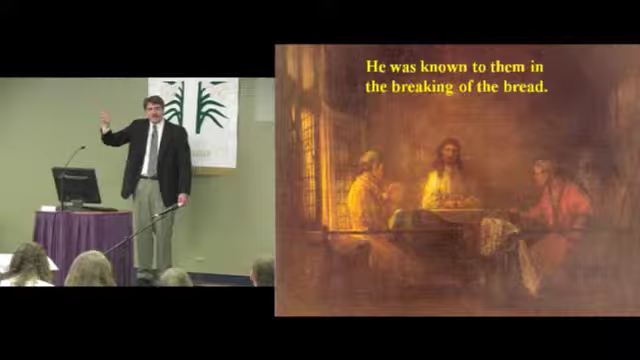 He was known to them in
the breaking of the bread.